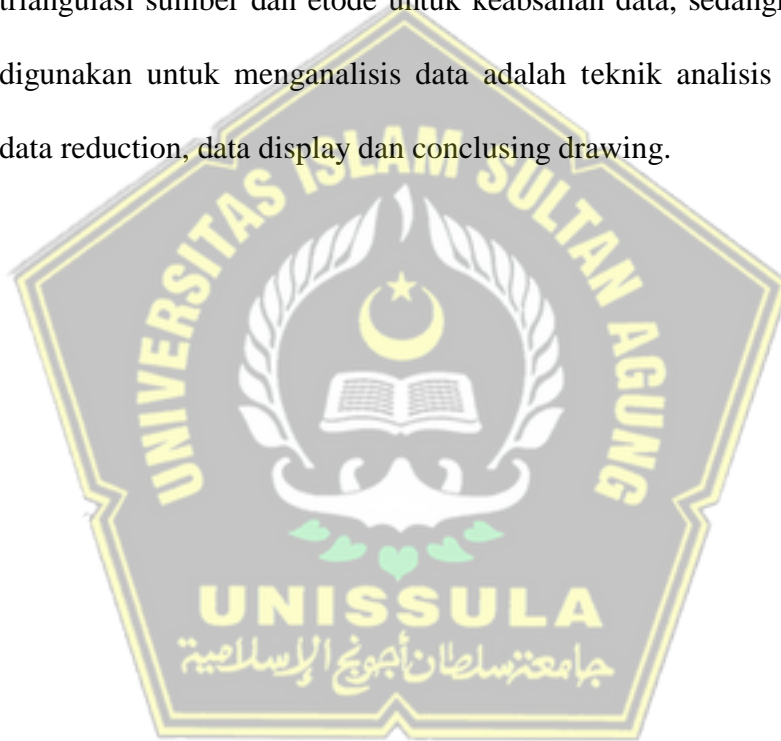 triangulasi sumber dan etode untuk keabsahan data, sedang
digunakan untuk menganalisis data adalah teknik analisis
data reduction, data display dan conclusing drawing.
UNIVERSITAS ISLAM SULTAN AGUNG
UNISSULA
جامعة سلطان أجونج الإسلامية